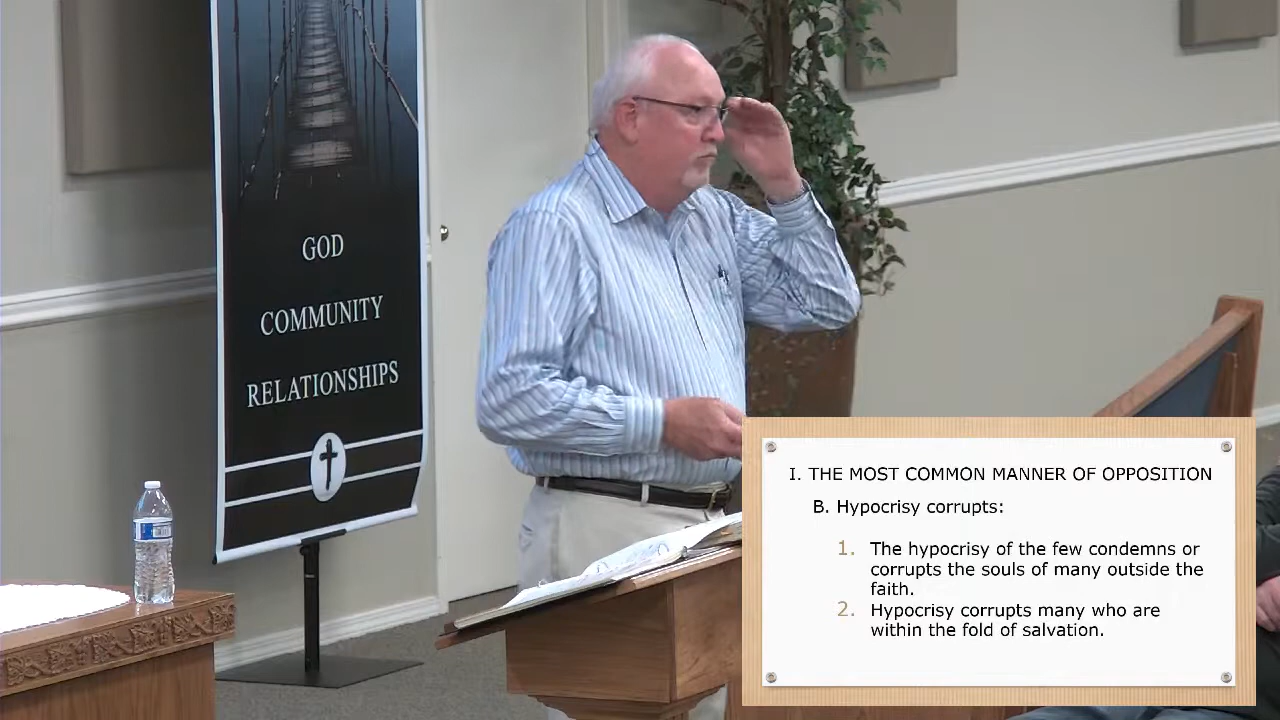 GOD
COMMUNITY
RELATIONSHIPS
I. THE MOST COMMON MANNER OF OPPOSITION
B. Hypocrisy corrupts:
1. The hypocrisy of the few condemns or
corrupts the souls of many outside the
faith.
2. Hypocrisy corrupts many who are
within the fold of salvation.